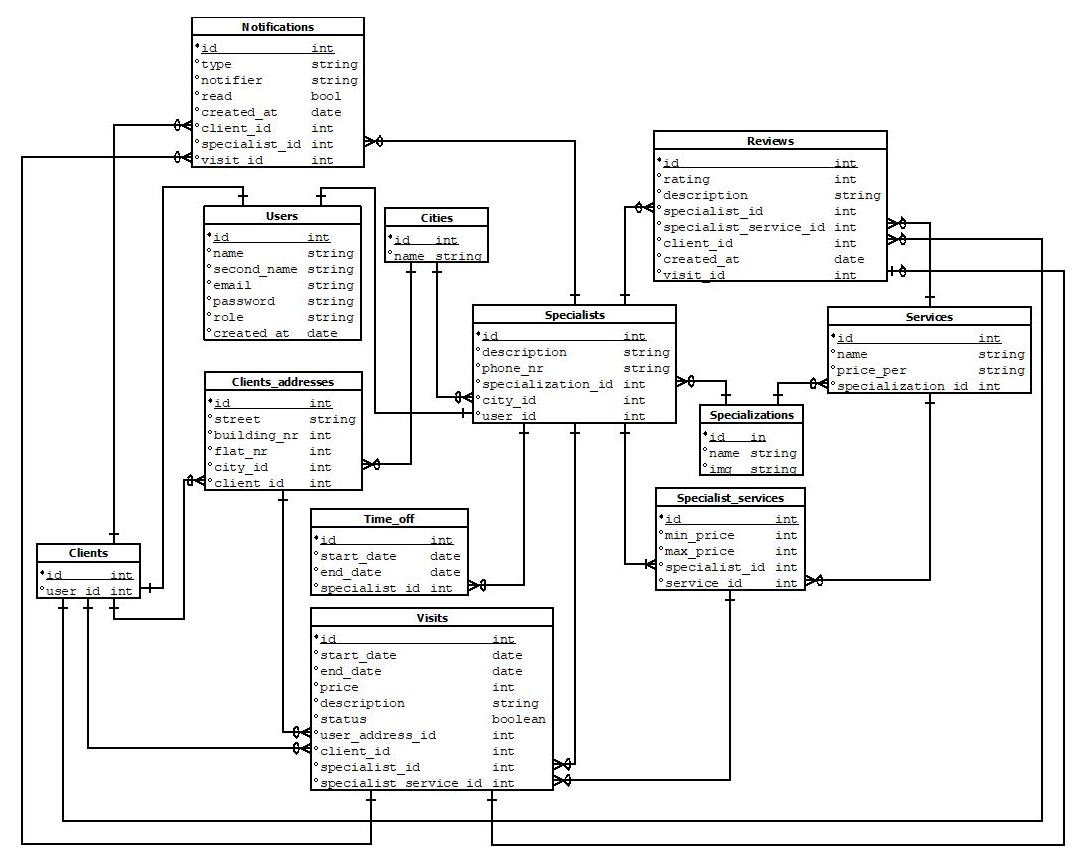 Notifications
id int
type string
notifier string
read bool
created_at date
client_id int
specialist_id int
visit_id int
Reviews
id int
rating int
description string
specialist_id int
specialist_service_id int
client_id int
created_at date
visit_id int
Users
id int
name string
second_name string
email string
password string
role string
created_at date
Cities
id int
name string
Specialists
id int
description string
phone_nr string
specialization_id int
city_id int
user_id int
Services
id int
name string
price_per string
specialization_id int
Clients_addresses
id int
street string
building_nr int
flat_nr int
city_id int
client_id int
Specializations
id in
name string
img string
Specialist_services
id int
min_price int
max_price int
specialist_id int
service_id int
Time_off
id int
start_date date
end_date date
specialist_id int
Clients
id int
user_id int
Visits
id int
start_date date
end_date date
price int
description string
status boolean
user_address_id int
client_id int
specialist_id int
specialist_service_id int